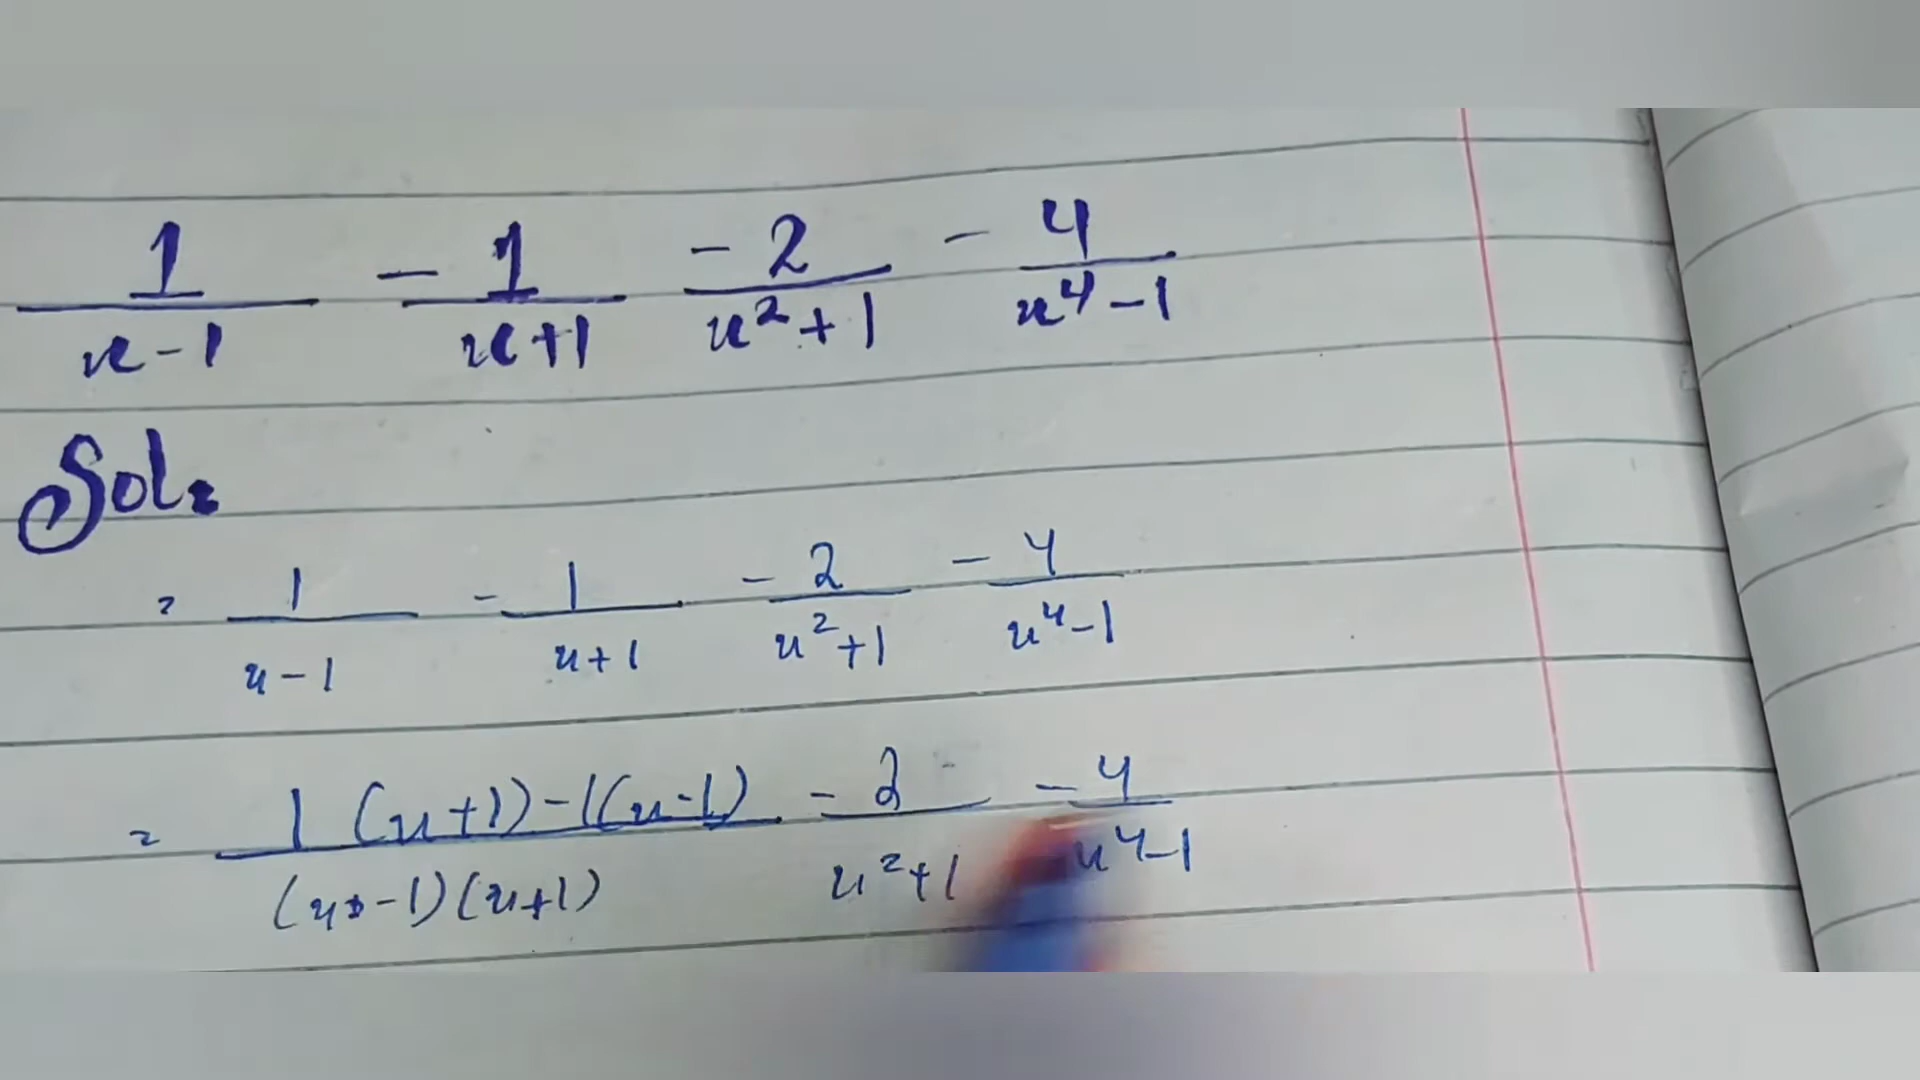 1/(x-1) - 1/(x+1) - 2/(x²+1) - 4/(x⁴-1)
Sol:
= 1/(x-1) - 1/(x+1) - 2/(x²+1) - 4/(x⁴-1)
= (1(x+1)-1(x-1))/((x-1)(x+1)) - 2/(x²+1) - 4/(x⁴-1)